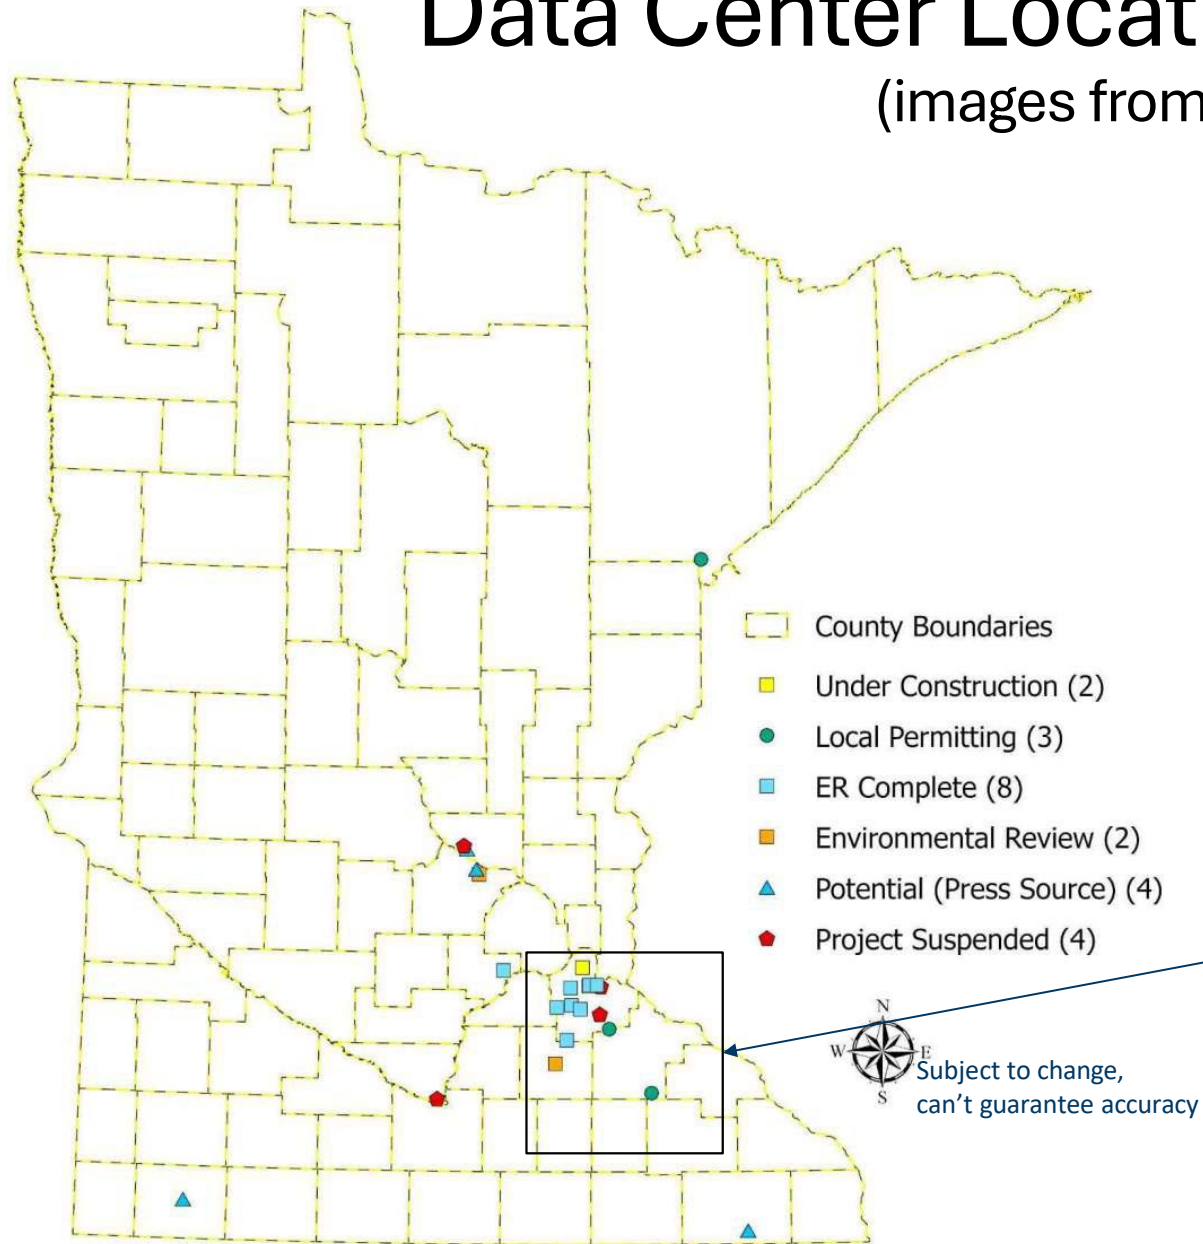 Data Center Locat
(images from
County Boundaries
Under Construction (2)
Local Permitting (3)
ER Complete (8)
Environmental Review (2)
Potential (Press Source) (4)
Project Suspended (4)
N
W E
S
Subject to change,
can't guarantee accuracy